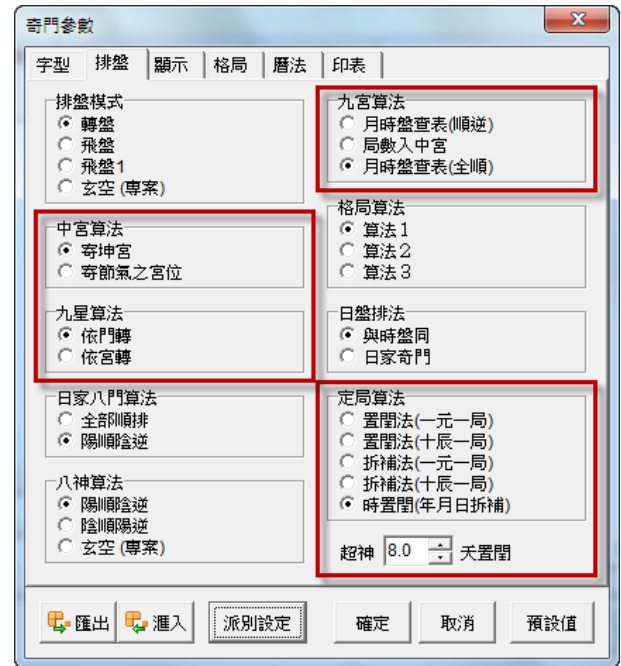 奇門參數
字型 排盤 顯示 格局 曆法 印表
排盤模式
轉盤
飛盤
飛盤1
玄空 (專案)
中宮算法
寄坤宮
寄節氣之宮位
九星算法
依門轉
依宮轉
日家八門算法
全部順排
陽順陰逆
八神算法
陽順陰逆
陰順陽逆
玄空 (專案)
九宮算法
月時盤查表(順逆)
局數入中宮
月時盤查表(全順)
格局算法
算法1
算法2
算法3
日盤排法
與時盤同
日家奇門
定局算法
置閏法(一元一局)
置閏法(十辰一局)
拆補法(一元一局)
拆補法(十辰一局)
時置閏(年月日拆補)
超神 8.0 天置閏
匯出 匯入 派別設定 確定 取消 預設值